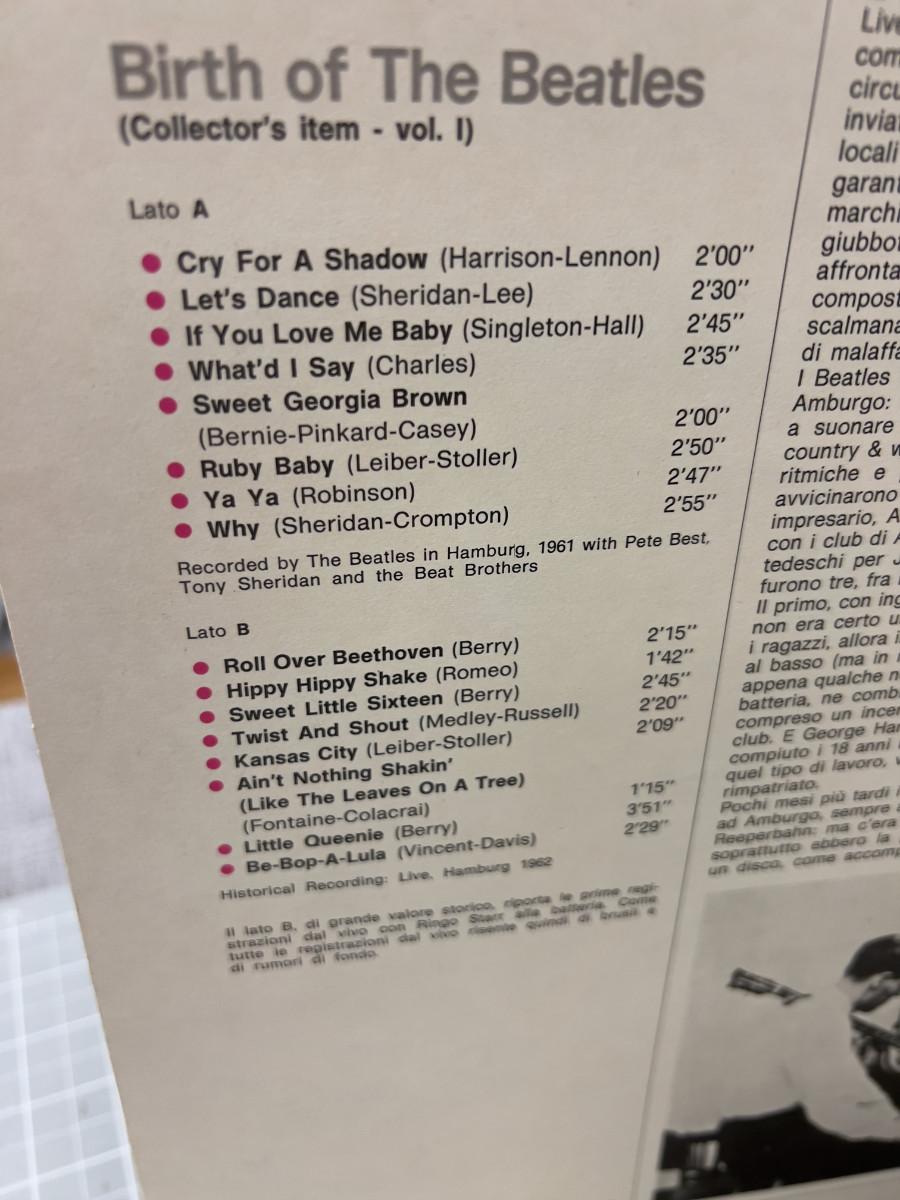 Birth of The Beatles
(Collector's item - vol. I)
Lato A
Cry For A Shadow (Harrison-Lennon) 2'00''
Let's Dance (Sheridan-Lee) 2'30''
If You Love Me Baby (Singleton-Hall) 2'45''
What'd I Say (Charles) 2'35''
Sweet Georgia Brown
(Bernie-Pinkard-Casey) 2'00''
Ruby Baby (Leiber-Stoller) 2'50''
Ya Ya (Robinson) 2'47''
Why (Sheridan-Crompton) 2'55''
Recorded by The Beatles in Hamburg, 1961 with Pete Best,
Tony Sheridan and the Beat Brothers
Lato B
Roll Over Beethoven (Berry) 2'15''
Hippy Hippy Shake (Romeo) 1'42''
Sweet Little Sixteen (Berry) 2'45''
Twist And Shout (Medley-Russell) 2'20''
Kansas City (Leiber-Stoller) 2'09''
Ain't Nothing Shakin'
(Like The Leaves On A Tree)
(Fontaine-Colacrai) 1'15''
Little Queenie (Berry) 3'51''
Be-Bop-A-Lula (Vincent-Davis) 2'29''
Historical Recording: Live, Hamburg 1962
Il lato B, di grande valore storico, riporta le prime regi-
strazioni dal vivo con Ringo Starr alla batteria. Come
tutte le registrazioni dal vivo risente quindi di brusii e
di rumori di fondo.
Live
com
circu
invia
locali
garant
marchi
giubbot
affronta
compost
scalmana
di malaffa
I Beatles
Amburgo:
a suonare
country & w
ritmiche e
avvicinarono
impresario, A
con i club di A
tedeschi per J
furono tre, fra
Il primo, con ing
non era certo u
i ragazzi, allora i
al basso (ma in
appena qualche n
batteria, ne comb
compreso un incen
club. E George Har
compiuto i 18 anni
quel tipo di lavoro, v
rimpatriato.
Pochi mesi più tardi i
ad Amburgo, sempre
Reeperbahn: ma c'era
soprattutto ebbero la
un disco, come accomp